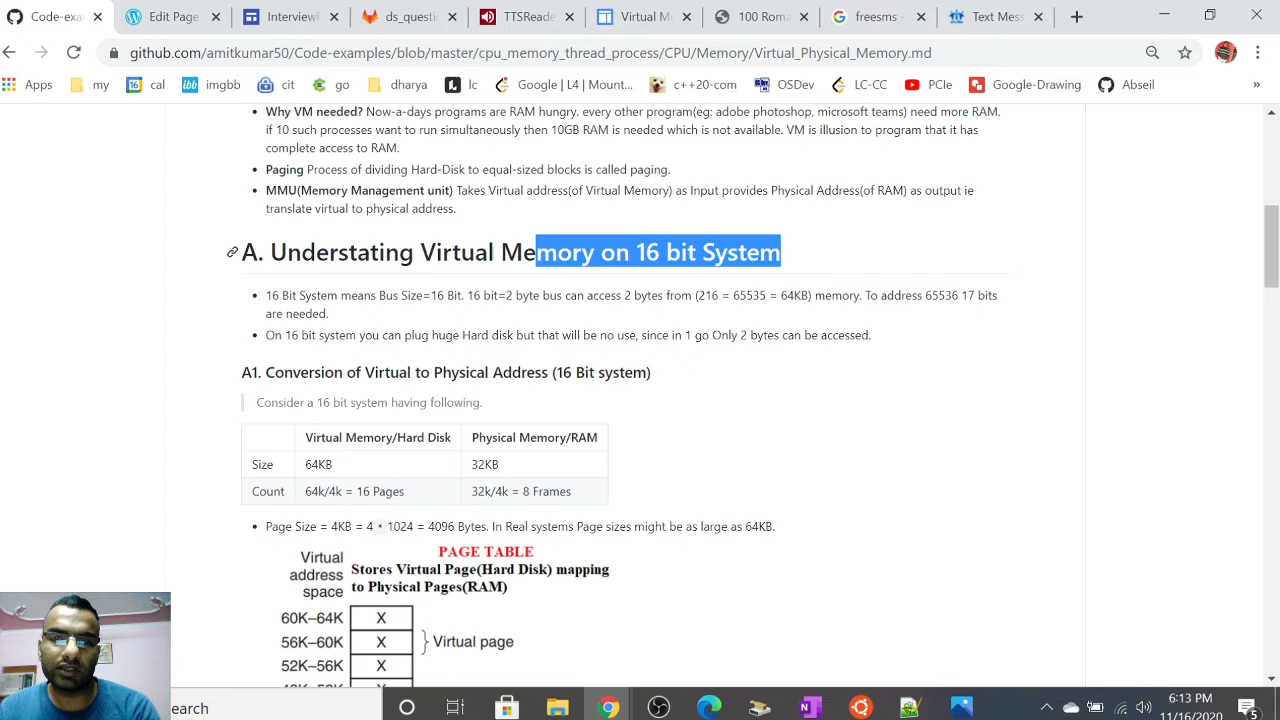 Code-exa
Edit Page
Interviewi
ds_questi
TTSReade
Virtual M
100 Roma
freesms -
Text Mess
github.com/amitkumar50/Code-examples/blob/master/cpu_memory_thread_process/CPU/Memory/Virtual_Physical_Memory.md
Apps my cal imgbb cit go dharya lc Google | L4 | Mount... c++20-com OSDev LC-CC PCIe Google-Drawing Abseil »
Why VM needed? Now-a-days programs are RAM hungry. every other program(eg: adobe photoshop, microsoft teams) need more RAM.
if 10 such processes want to run simultaneously then 10GB RAM is needed which is not available. VM is illusion to program that it has
complete access to RAM.
Paging Process of dividing Hard-Disk to equal-sized blocks is called paging.
MMU(Memory Management unit) Takes Virtual address(of Virtual Memory) as Input provides Physical Address(of RAM) as output ie
translate virtual to physical address.
A. Understating Virtual Memory on 16 bit System
16 Bit System means Bus Size=16 Bit. 16 bit=2 byte bus can access 2 bytes from (216 = 65535 = 64KB) memory. To address 65536 17 bits
are needed.
On 16 bit system you can plug huge Hard disk but that will be no use, since in 1 go Only 2 bytes can be accessed.
A1. Conversion of Virtual to Physical Address (16 Bit system)
Consider a 16 bit system having following.
Virtual Memory/Hard Disk Physical Memory/RAM
Size 64KB 32KB
Count 64k/4k = 16 Pages 32k/4k = 8 Frames
Page Size = 4KB = 4 * 1024 = 4096 Bytes. In Real systems Page sizes might be as large as 64KB.
Virtual
address
space
PAGE TABLE
Stores Virtual Page(Hard Disk) mapping
to Physical Pages(RAM)
60K–64K X
56K–60K X } Virtual page
52K–56K X
earch
6:13 PM
11/16/2020
5